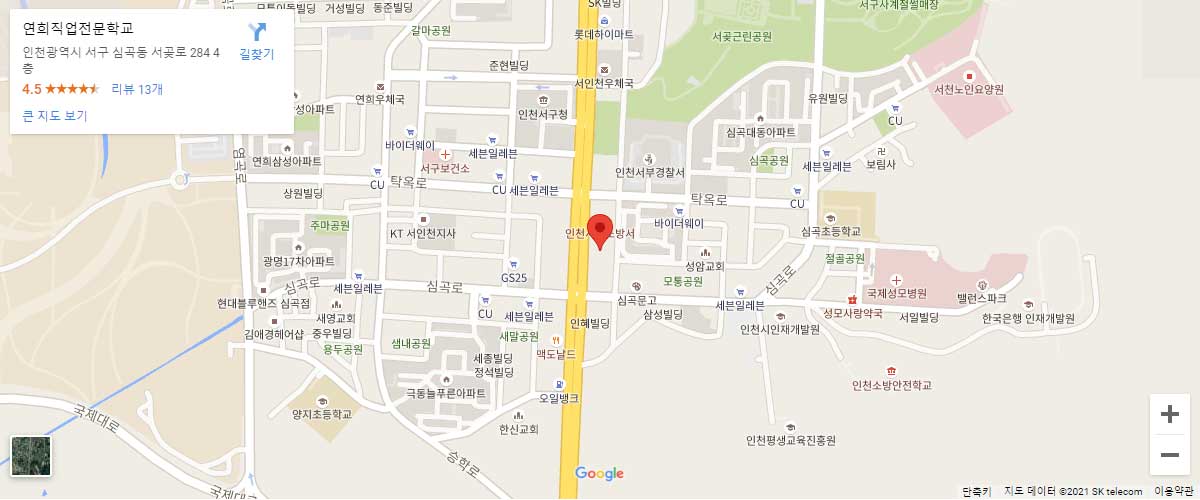 연희직업전문학교
인천광역시 서구 심곡동 서곶로 284 4
층
4.5
리뷰 13개
길찾기
큰 지도 보기
거성빌딩
동준빌딩
SK빌딩
서구사계절썰매장
갈마공원
롯데하이마트
서곶근린공원
준현빌딩
서인천우체국
연희우체국
인천서구청
유원빌딩
서천노인요양원
CU
삼성아파트
심곡대동아파트
바이더웨이
세븐일레븐
연희삼성아파트
서구보건소
인천서부경찰서
심곡공원
세븐일레븐
보림사
CU
탁옥로
CU
세븐일레븐
상원빌딩
탁옥로
CU
주마공원
KT 서인천지사
바이더웨이
심곡초등학교
광명17차아파트
성암교회
절골공원
GS25
모통공원
심곡로
국제성모병원
세븐일레븐
심곡로
현대블루핸즈 심곡점
심곡문고
세븐일레븐
밸런스파크
새영교회
CU
세븐일레븐
인혜빌딩
삼성빌딩
성모사랑약국
서일빌딩
한국은행 인재개발원
김애경헤어샵
중우빌딩
인천시인재개발원
용두공원
샘내공원
새말공원
맥도날드
세종빌딩
정석빌딩
극동늘푸른아파트
인천소방안전학교
오일뱅크
양지초등학교
국제대로
한신교회
인천평생교육진흥원
승학로
국제대로
Google
단축키
지도 데이터 ©2021 SK telecom
이용약관